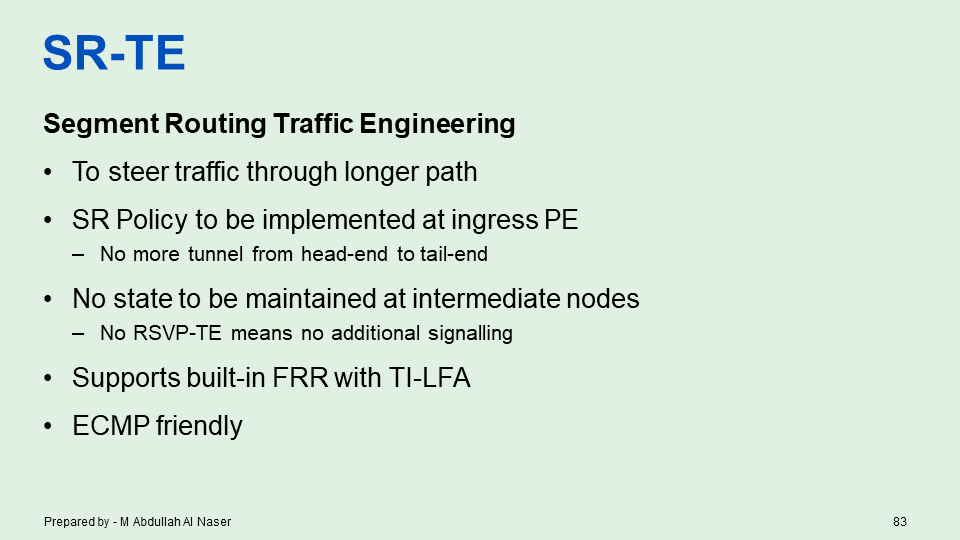 SR-TE
Segment Routing Traffic Engineering
• To steer traffic through longer path
• SR Policy to be implemented at ingress PE
– No more tunnel from head-end to tail-end
• No state to be maintained at intermediate nodes
– No RSVP-TE means no additional signalling
• Supports built-in FRR with TI-LFA
• ECMP friendly
Prepared by - M Abdullah Al Naser
83